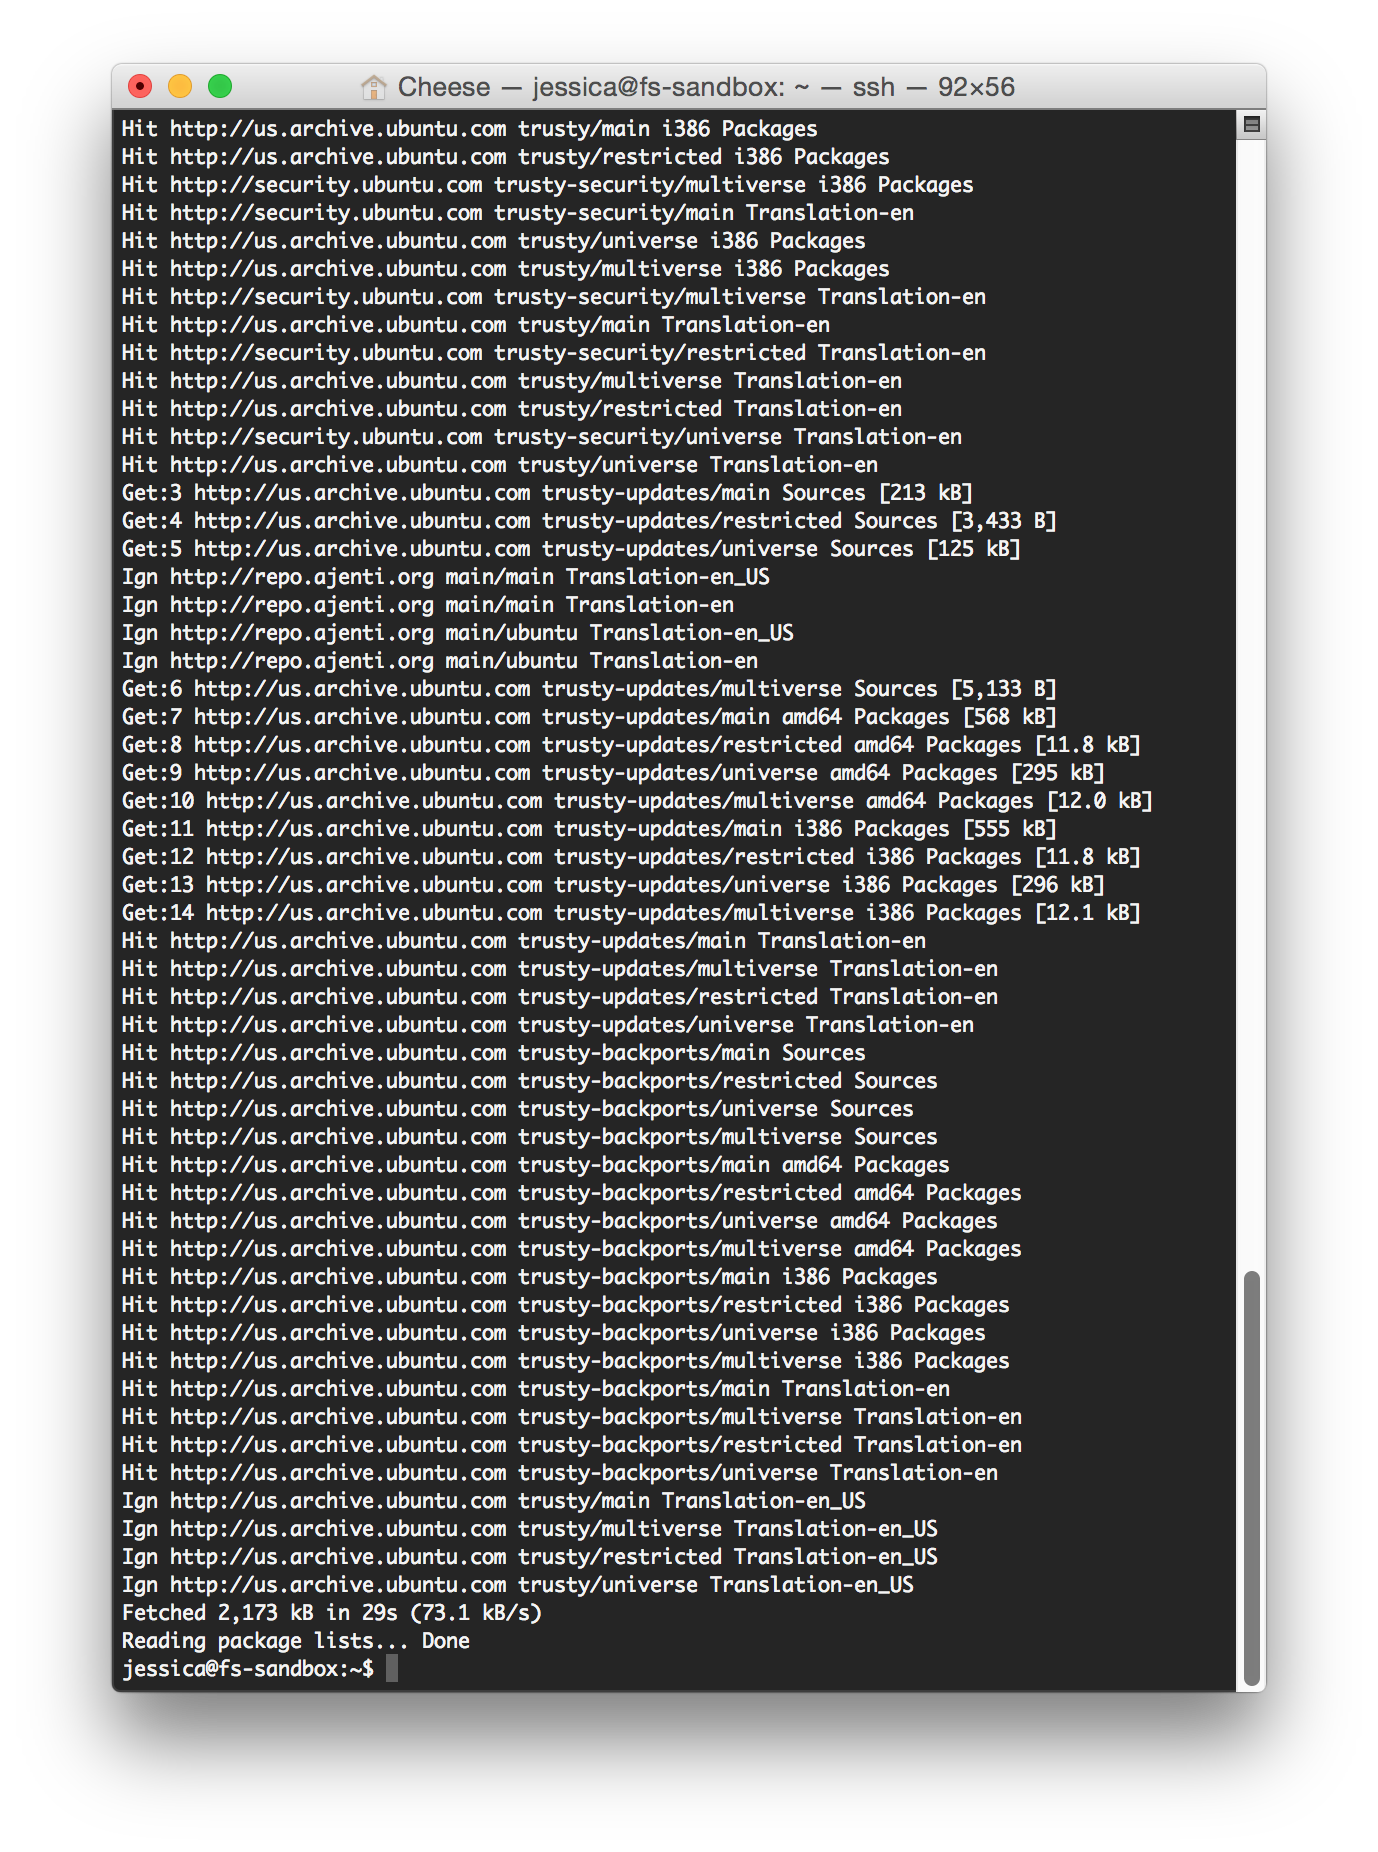 Cheese — jessica@fs-sandbox: ~ — ssh — 92×56
Hit http://us.archive.ubuntu.com trusty/main i386 Packages
Hit http://us.archive.ubuntu.com trusty/restricted i386 Packages
Hit http://security.ubuntu.com trusty-security/multiverse i386 Packages
Hit http://security.ubuntu.com trusty-security/main Translation-en
Hit http://us.archive.ubuntu.com trusty/universe i386 Packages
Hit http://us.archive.ubuntu.com trusty/multiverse i386 Packages
Hit http://security.ubuntu.com trusty-security/multiverse Translation-en
Hit http://us.archive.ubuntu.com trusty/main Translation-en
Hit http://security.ubuntu.com trusty-security/restricted Translation-en
Hit http://us.archive.ubuntu.com trusty/multiverse Translation-en
Hit http://us.archive.ubuntu.com trusty/restricted Translation-en
Hit http://security.ubuntu.com trusty-security/universe Translation-en
Hit http://us.archive.ubuntu.com trusty/universe Translation-en
Get:3 http://us.archive.ubuntu.com trusty-updates/main Sources [213 kB]
Get:4 http://us.archive.ubuntu.com trusty-updates/restricted Sources [3,433 B]
Get:5 http://us.archive.ubuntu.com trusty-updates/universe Sources [125 kB]
Ign http://repo.ajenti.org main/main Translation-en_US
Ign http://repo.ajenti.org main/main Translation-en
Ign http://repo.ajenti.org main/ubuntu Translation-en_US
Ign http://repo.ajenti.org main/ubuntu Translation-en
Get:6 http://us.archive.ubuntu.com trusty-updates/multiverse Sources [5,133 B]
Get:7 http://us.archive.ubuntu.com trusty-updates/main amd64 Packages [568 kB]
Get:8 http://us.archive.ubuntu.com trusty-updates/restricted amd64 Packages [11.8 kB]
Get:9 http://us.archive.ubuntu.com trusty-updates/universe amd64 Packages [295 kB]
Get:10 http://us.archive.ubuntu.com trusty-updates/multiverse amd64 Packages [12.0 kB]
Get:11 http://us.archive.ubuntu.com trusty-updates/main i386 Packages [555 kB]
Get:12 http://us.archive.ubuntu.com trusty-updates/restricted i386 Packages [11.8 kB]
Get:13 http://us.archive.ubuntu.com trusty-updates/universe i386 Packages [296 kB]
Get:14 http://us.archive.ubuntu.com trusty-updates/multiverse i386 Packages [12.1 kB]
Hit http://us.archive.ubuntu.com trusty-updates/main Translation-en
Hit http://us.archive.ubuntu.com trusty-updates/multiverse Translation-en
Hit http://us.archive.ubuntu.com trusty-updates/restricted Translation-en
Hit http://us.archive.ubuntu.com trusty-updates/universe Translation-en
Hit http://us.archive.ubuntu.com trusty-backports/main Sources
Hit http://us.archive.ubuntu.com trusty-backports/restricted Sources
Hit http://us.archive.ubuntu.com trusty-backports/universe Sources
Hit http://us.archive.ubuntu.com trusty-backports/multiverse Sources
Hit http://us.archive.ubuntu.com trusty-backports/main amd64 Packages
Hit http://us.archive.ubuntu.com trusty-backports/restricted amd64 Packages
Hit http://us.archive.ubuntu.com trusty-backports/universe amd64 Packages
Hit http://us.archive.ubuntu.com trusty-backports/multiverse amd64 Packages
Hit http://us.archive.ubuntu.com trusty-backports/main i386 Packages
Hit http://us.archive.ubuntu.com trusty-backports/restricted i386 Packages
Hit http://us.archive.ubuntu.com trusty-backports/universe i386 Packages
Hit http://us.archive.ubuntu.com trusty-backports/multiverse i386 Packages
Hit http://us.archive.ubuntu.com trusty-backports/main Translation-en
Hit http://us.archive.ubuntu.com trusty-backports/multiverse Translation-en
Hit http://us.archive.ubuntu.com trusty-backports/restricted Translation-en
Hit http://us.archive.ubuntu.com trusty-backports/universe Translation-en
Ign http://us.archive.ubuntu.com trusty/main Translation-en_US
Ign http://us.archive.ubuntu.com trusty/multiverse Translation-en_US
Ign http://us.archive.ubuntu.com trusty/restricted Translation-en_US
Ign http://us.archive.ubuntu.com trusty/universe Translation-en_US
Fetched 2,173 kB in 29s (73.1 kB/s)
Reading package lists... Done
jessica@fs-sandbox:~$